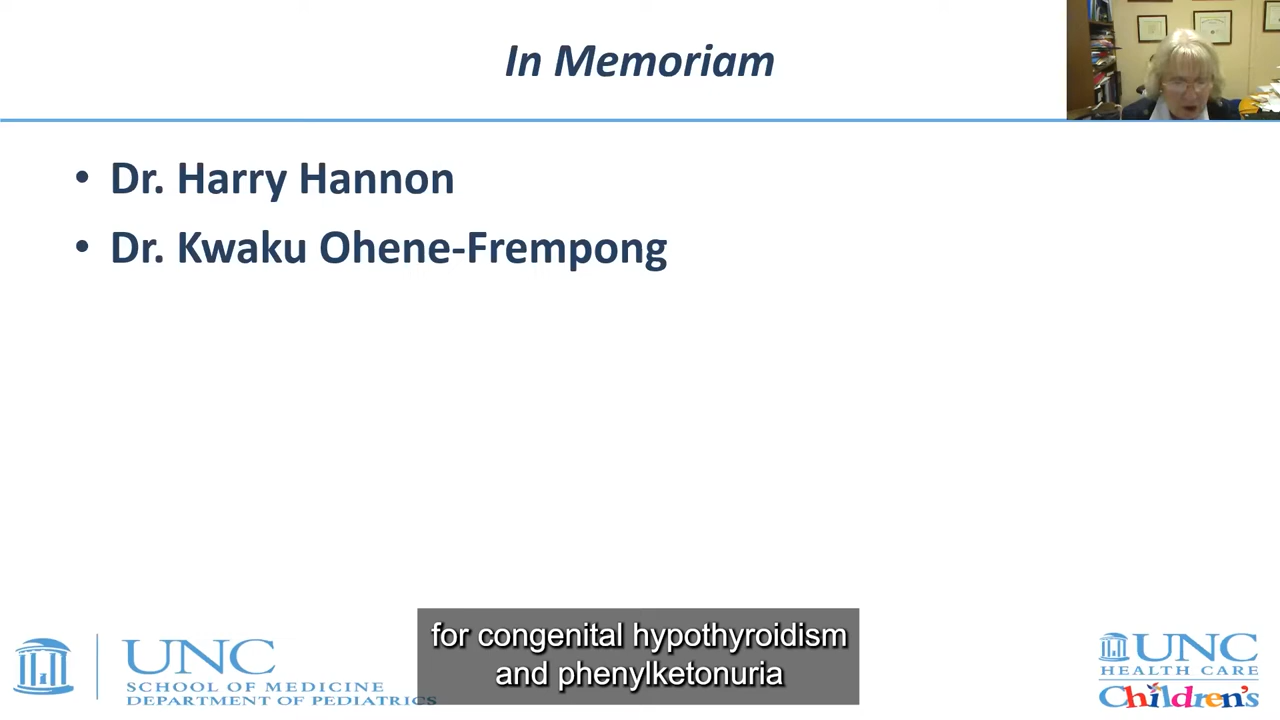 In Memoriam
• Dr. Harry Hannon
• Dr. Kwaku Ohene-Frempong
for congenital hypothyroidism
and phenylketonuria
UNC
SCHOOL OF MEDICINE
DEPARTMENT OF PEDIATRICS
UNC
HEALTH CARE
Children's